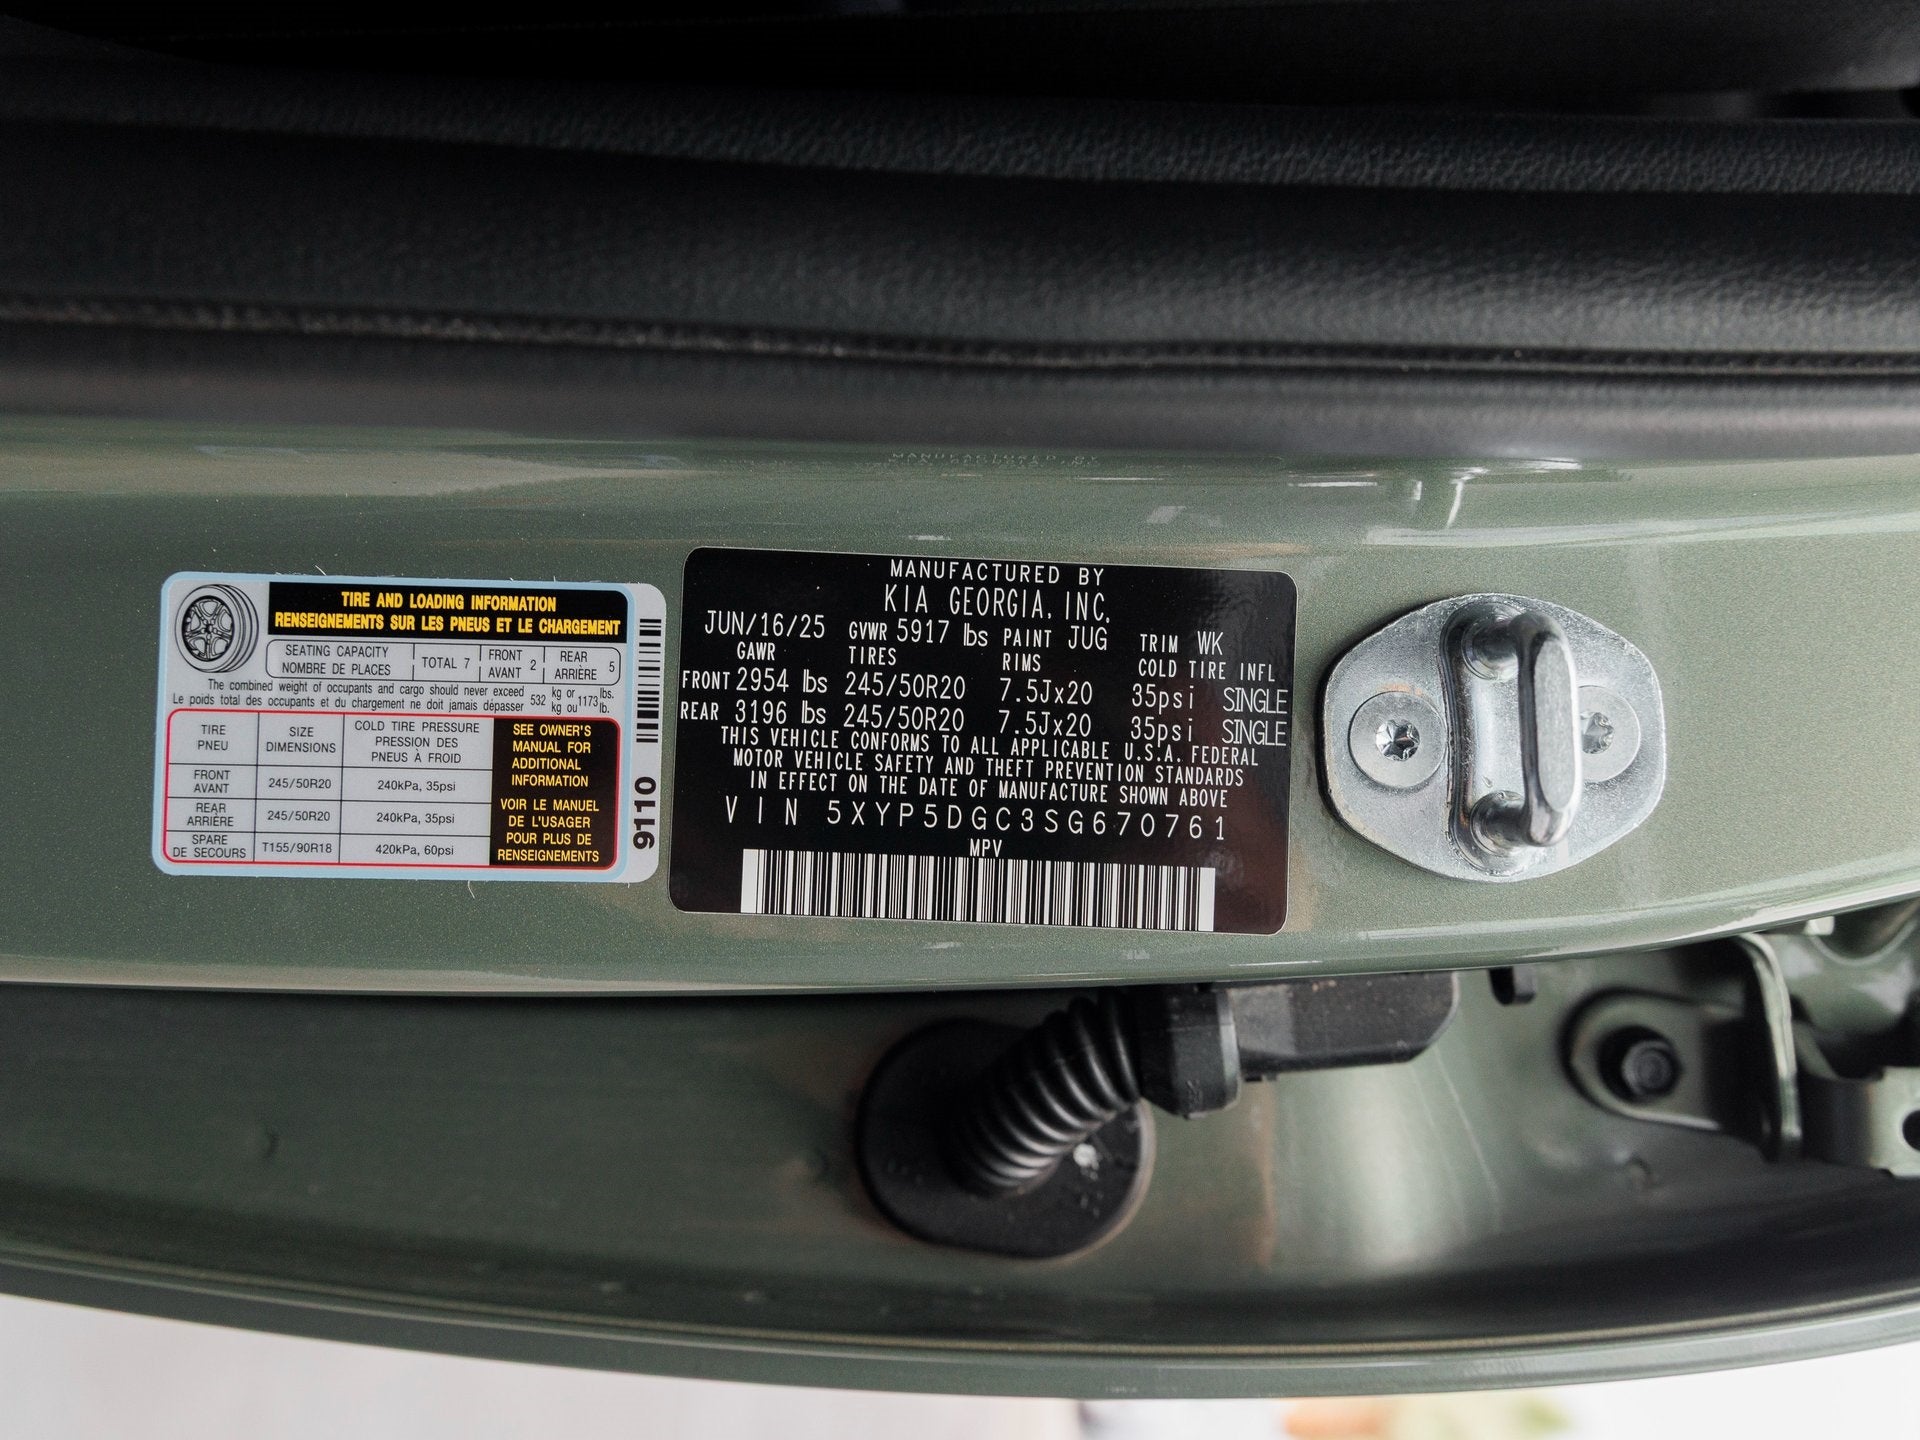 TIRE AND LOADING INFORMATION
RENSEIGNEMENTS SUR LES PNEUS ET LE CHARGEMENT
SEATING CAPACITY
NOMBRE DE PLACES
TOTAL 7
FRONT
AVANT
2
REAR
ARRIÈRE
5
The combined weight of occupants and cargo should never exceed
Le poids total des occupants et du chargement ne doit jamais dépasser
532
kg or
kg ou
1173
lb.
lb.
TIRE
PNEU
SIZE
DIMENSIONS
COLD TIRE PRESSURE
PRESSION DES
PNEUS À FROID
FRONT
AVANT
245/50R20
240kPa, 35psi
REAR
ARRIÈRE
245/50R20
240kPa, 35psi
SPARE
DE SECOURS
T155/90R18
420kPa, 60psi
SEE OWNER'S
MANUAL FOR
ADDITIONAL
INFORMATION
VOIR LE MANUEL
DE L'USAGER
POUR PLUS DE
RENSEIGNEMENTS
9110
MANUFACTURED BY
KIA GEORGIA, INC.
JUN/16/25 GVWR 5917 lbs PAINT JUG TRIM WK
GAWR TIRES RIMS COLD TIRE INFL
FRONT 2954 lbs 245/50R20 7.5Jx20 35psi SINGLE
REAR 3196 lbs 245/50R20 7.5Jx20 35psi SINGLE
THIS VEHICLE CONFORMS TO ALL APPLICABLE U.S.A. FEDERAL
MOTOR VEHICLE SAFETY AND THEFT PREVENTION STANDARDS
IN EFFECT ON THE DATE OF MANUFACTURE SHOWN ABOVE
VIN 5XYP5DGC3SG670761
MPV